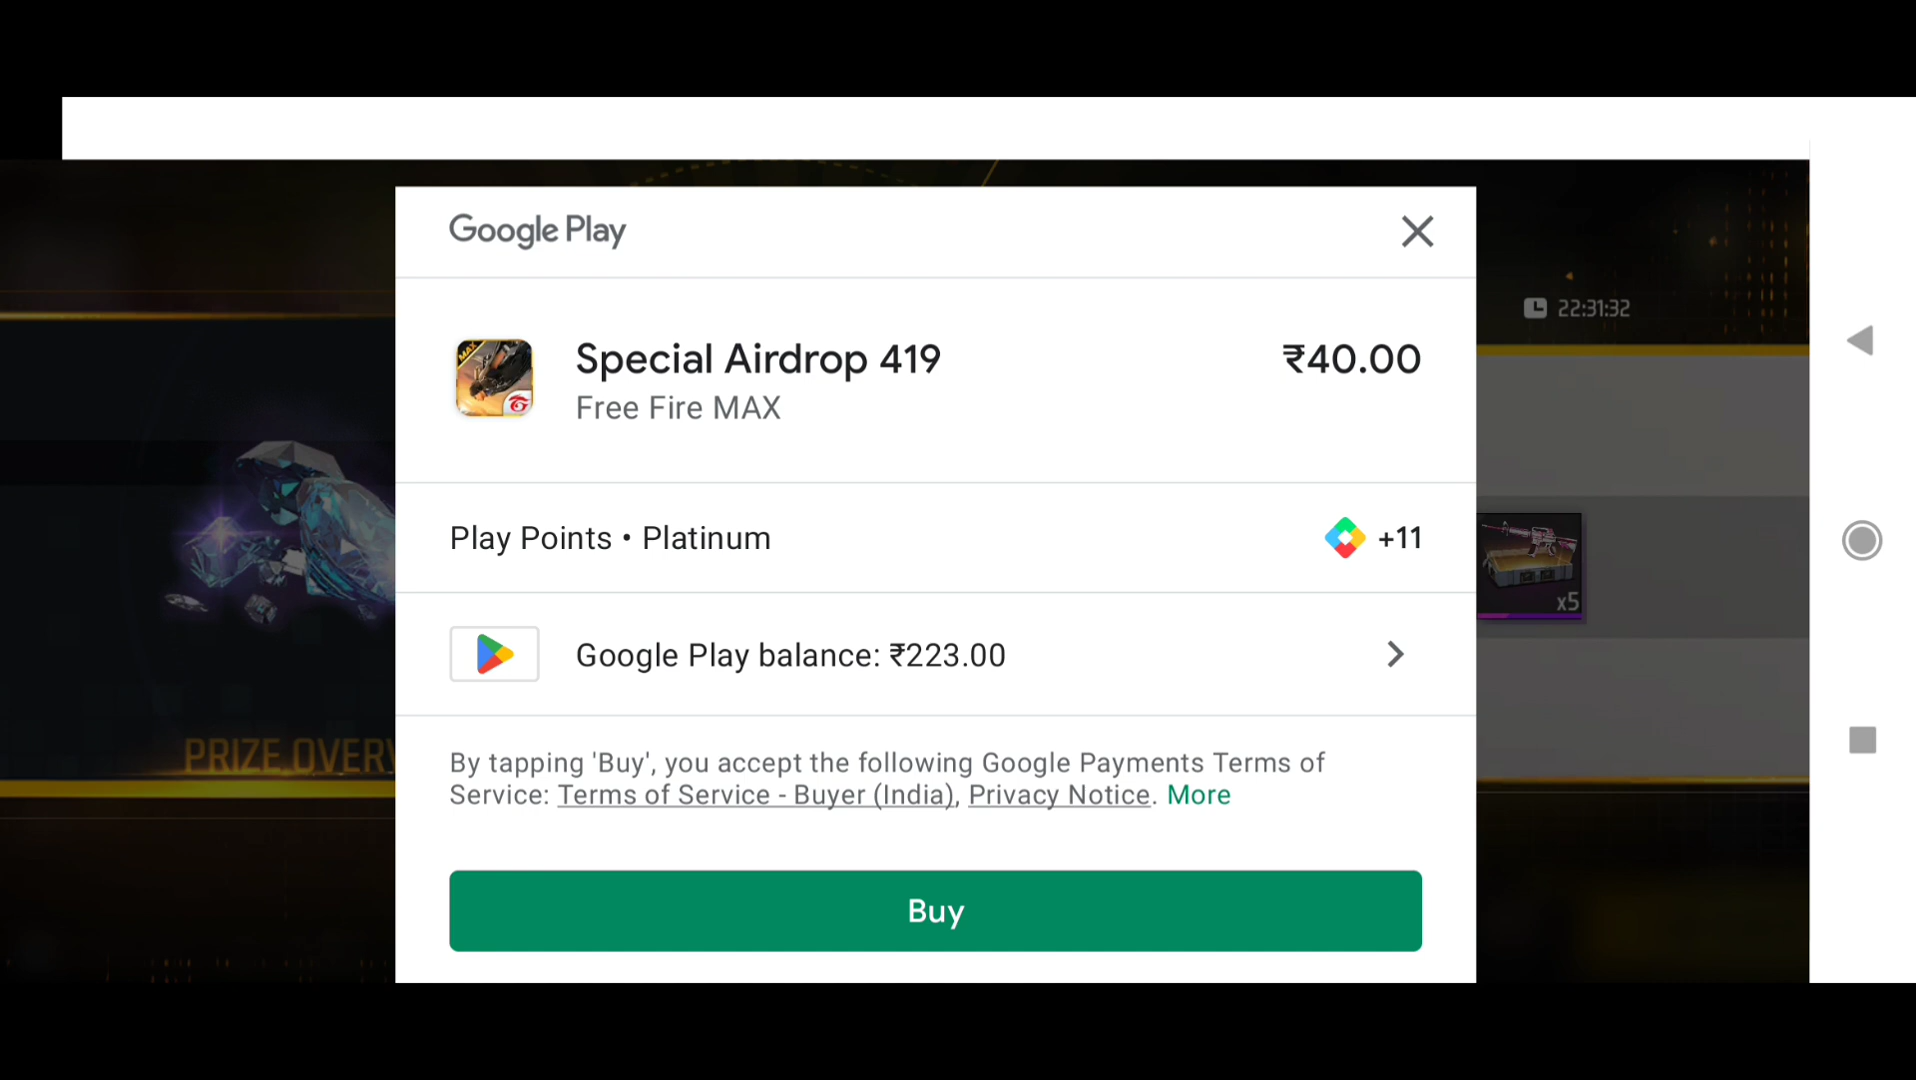 Google Play
22:31:32
Special Airdrop 419
₹40.00
MAX
Free Fire MAX
Play Points • Platinum
+11
x5
Google Play balance: ₹223.00
PRIZE
By tapping 'Buy', you accept the following Google Payments Terms of
Service: Terms of Service - Buyer (India), Privacy Notice. More
Buy